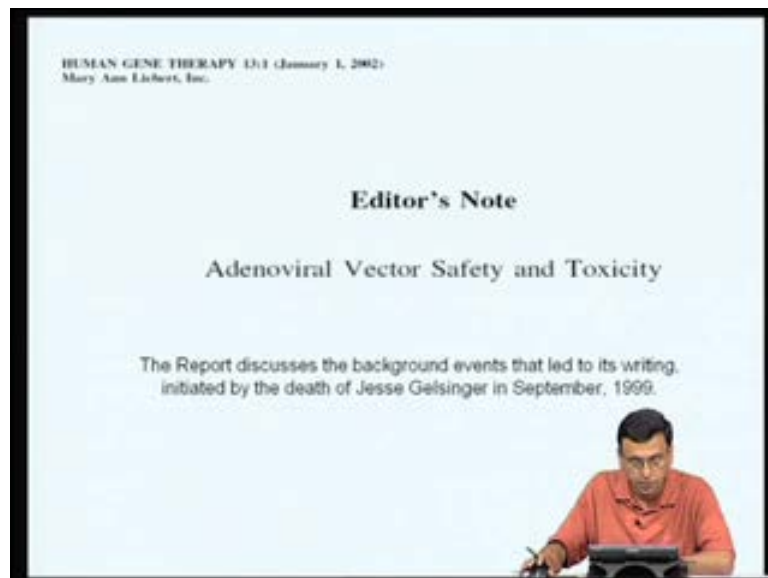 HUMAN GENE THERAPY 13:1 (January 1, 2002)
Mary Ann Liebert, Inc.
Editor's Note
Adenoviral Vector Safety and Toxicity
The Report discusses the background events that led to its writing,
initiated by the death of Jesse Gelsinger in September, 1999.